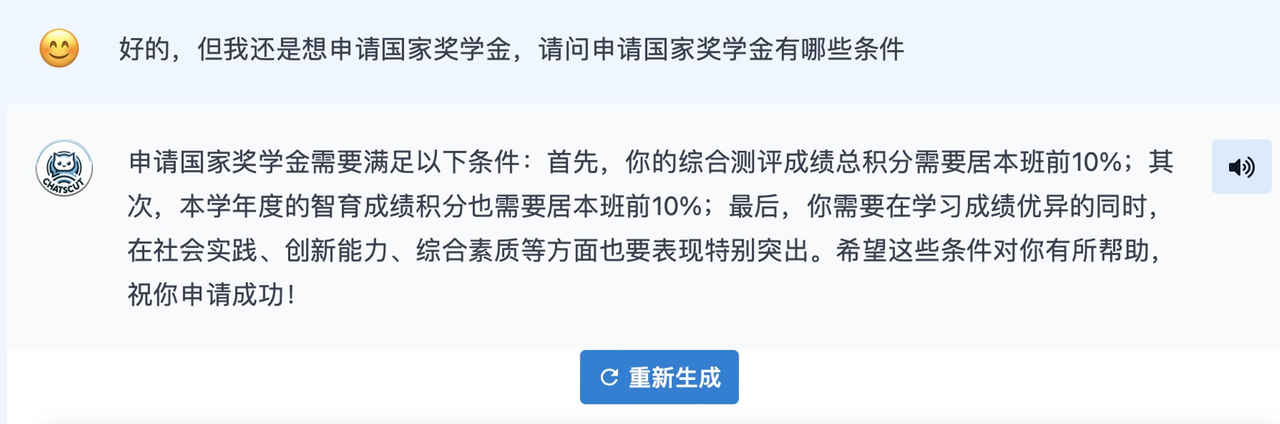 好的，但我还是想申请国家奖学金，请问申请国家奖学金有哪些条件
申请国家奖学金需要满足以下条件：首先，你的综合测评成绩总积分需要居本班前10%；其
次，本学年度的智育成绩积分也需要居本班前10%；最后，你需要在学习成绩优异的同时，
在社会实践、创新能力、综合素质等方面也要表现特别突出。希望这些条件对你有所帮助，
祝你申请成功！
CHATSCUT
重新生成